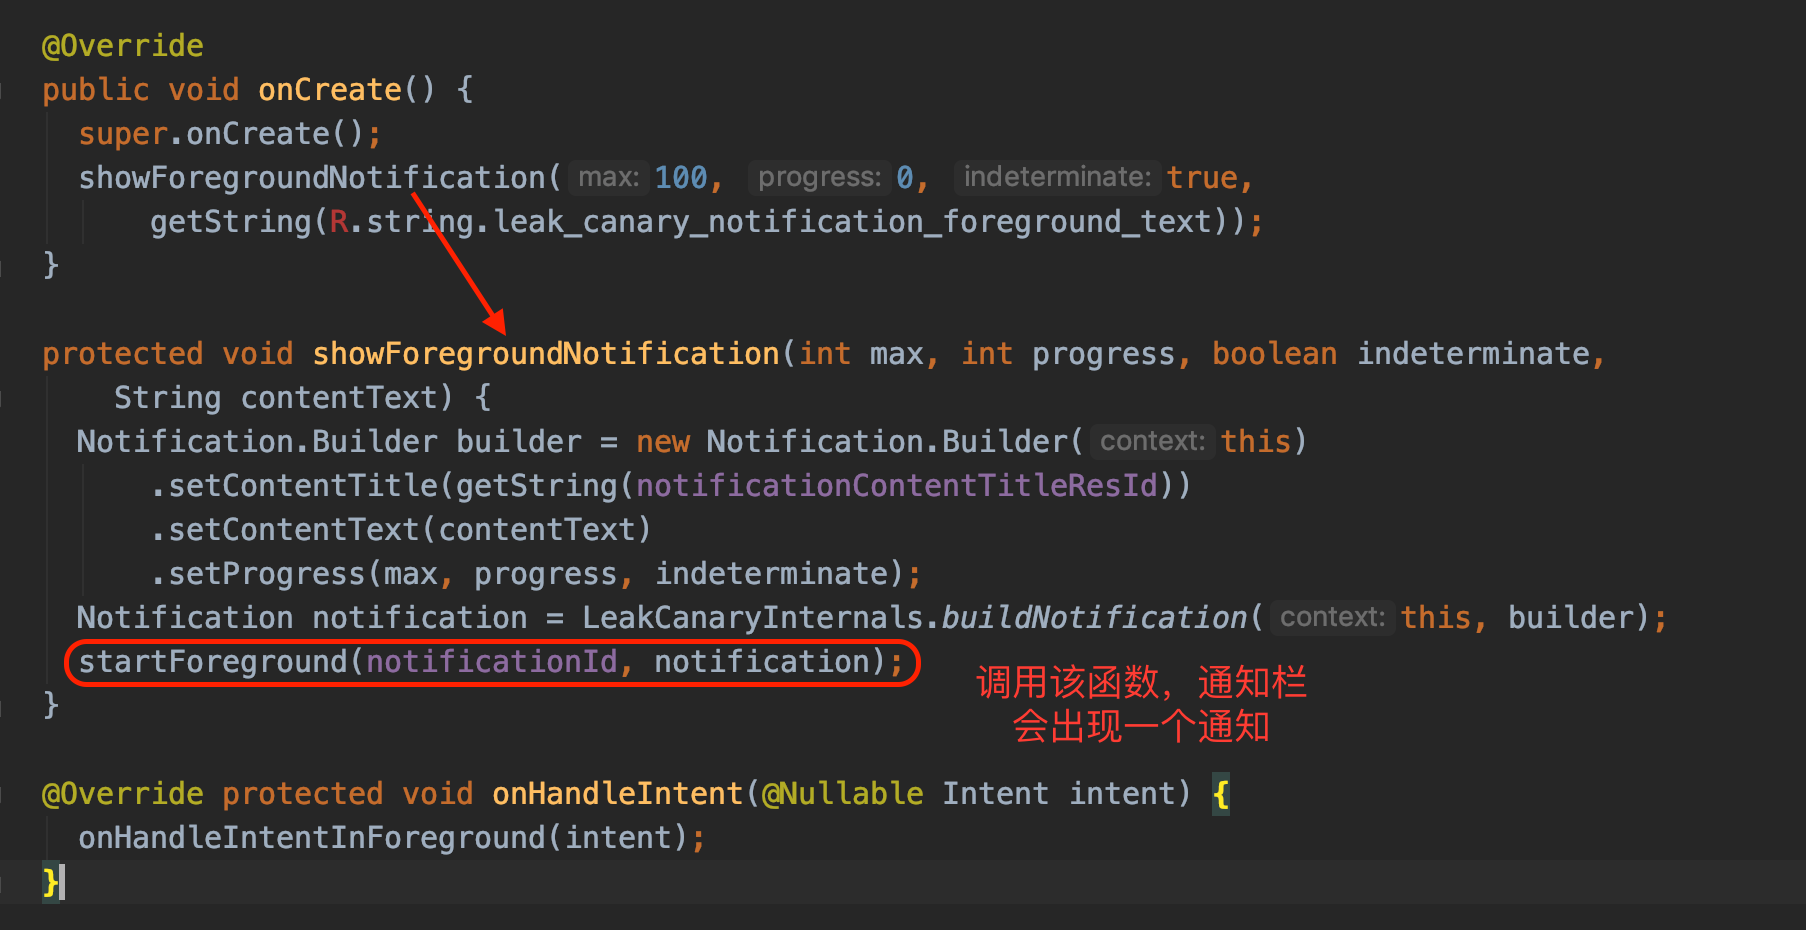 @Override
public void onCreate() {
super.onCreate();
showForegroundNotification( max: 100, progress: 0, indeterminate: true,
getString(R.string.leak_canary_notification_foreground_text));
}
protected void showForegroundNotification(int max, int progress, boolean indeterminate,
String contentText) {
Notification.Builder builder = new Notification.Builder( context: this)
.setContentTitle(getString(notificationContentTitleResId))
.setContentText(contentText)
.setProgress(max, progress, indeterminate);
Notification notification = LeakCanaryInternals.buildNotification( context: this, builder);
startForeground(notificationId, notification);
调用该函数，通知栏
会出现一个通知
}
@Override protected void onHandleIntent(@Nullable Intent intent) {
onHandleIntentInForeground(intent);
}